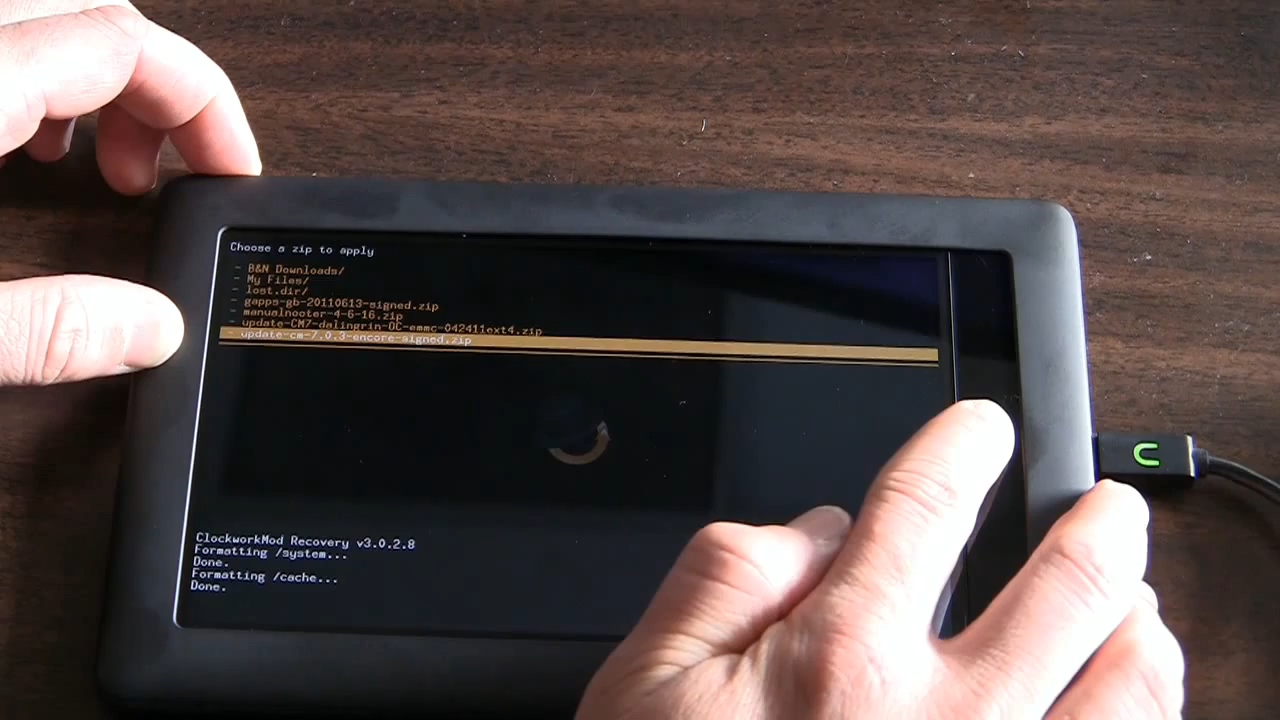 Choose a zip to apply
- B&N Downloads/
- My Files/
- lost.dir/
- gapps-gb-20110613-signed.zip
- manualnooter-4-6-16.zip
- update-CM7-dalingrin-OC-emmc-042411ext4.zip
- update-cm-7.0.3-encore-signed.zip
ClockworkMod Recovery v3.0.2.8
Formatting /system...
Done.
Formatting /cache...
Done.